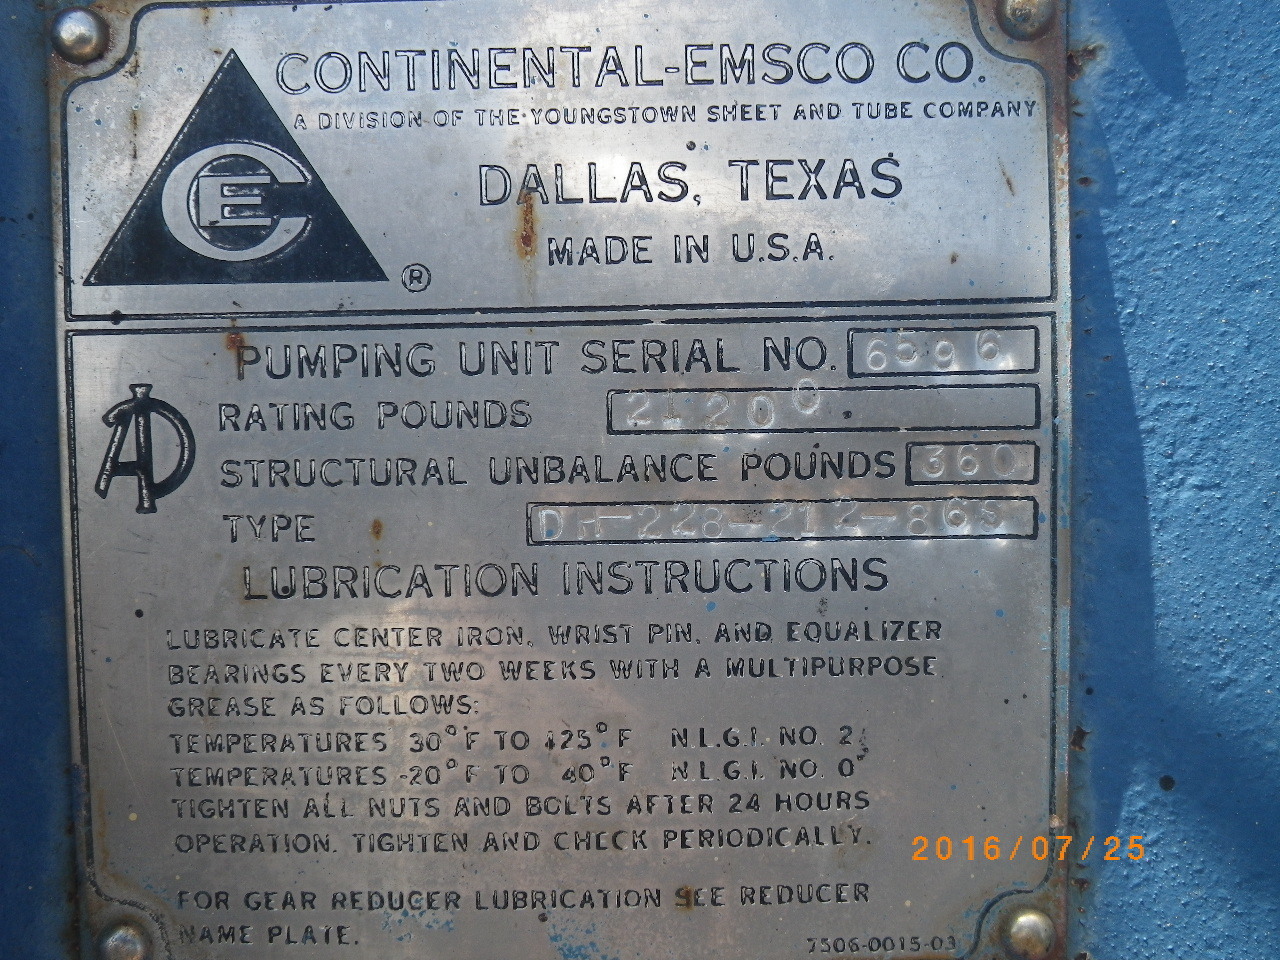 CONTINENTAL-EMSCO CO.
A DIVISION OF THE YOUNGSTOWN SHEET AND TUBE COMPANY
DALLAS, TEXAS
MADE IN U.S.A.
CE
®
PUMPING UNIT SERIAL NO. 6596
RATING POUNDS 21200
STRUCTURAL UNBALANCE POUNDS 360
TYPE -228-212-86
LUBRICATION INSTRUCTIONS
LUBRICATE CENTER IRON, WRIST PIN, AND EQUALIZER
BEARINGS EVERY TWO WEEKS WITH A MULTIPURPOSE
GREASE AS FOLLOWS:
TEMPERATURES 30°F TO 125°F N.L.G.I. NO. 2
TEMPERATURES -20°F TO 40°F N.L.G.I. NO. 0
TIGHTEN ALL NUTS AND BOLTS AFTER 24 HOURS
OPERATION. TIGHTEN AND CHECK PERIODICALLY.
FOR GEAR REDUCER LUBRICATION SEE REDUCER
NAME PLATE.
7506-0015-03
2016/07/25